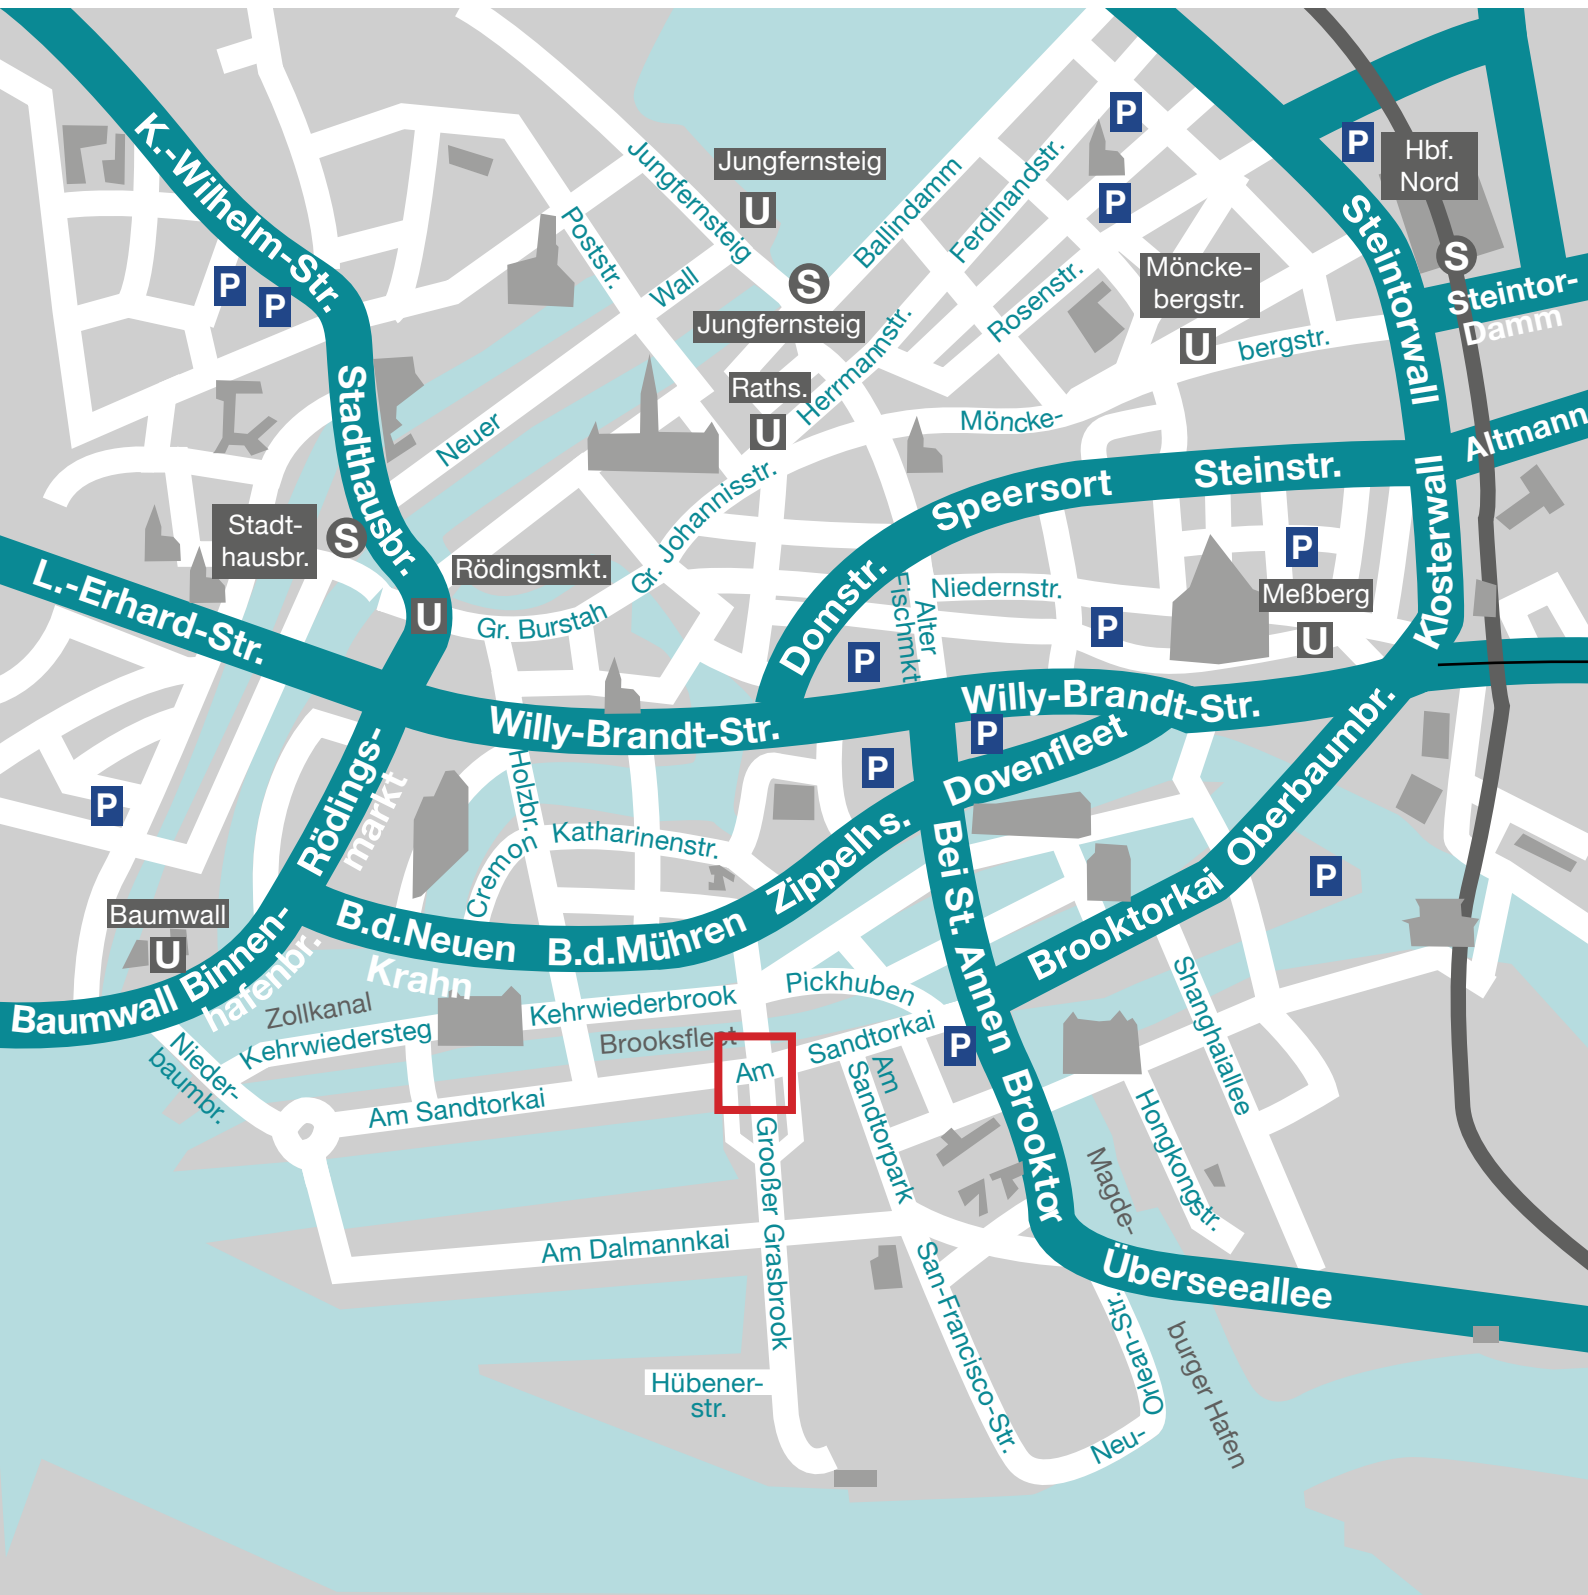 K.-Wilhelm-Str.
Jungfernsteig
Jungfernsteig
U
S
Jungfernsteig
Poststr.
Wall
Ballindamm
Ferdinandstr.
Rosenstr.
Herrmannstr.
P
P
P
Hbf.
Nord
S
Steintorwall
Steintor-
Damm
Möncke-
bergstr.
U
bergstr.
Möncke-
Raths.
U
P
P
Stadthausbr.
Neuer
Altmann
Steinstr.
Speersort
Domstr.
Klosterwall
Stadt-
hausbr.
S
Rödingsmkt.
U
Gr. Johannisstr.
Gr. Burstah
L.-Erhard-Str.
Alter
Fischmkt
Niedernstr.
P
Meßberg
U
P
P
Willy-Brandt-Str.
Willy-Brandt-Str.
P
P
Dovenfleet
Oberbaumbr.
Rödings-
markt
Holzbr.
Katharinenstr.
Cremon
Zippelhs.
P
P
Baumwall
U
Baumwall
Binnen-
hafenbr.
B.d.Neuen
Krahn
B.d.Mühren
Bei St. Annen
Brooktorkai
Zollkanal
Kehrwiedersteg
Kehrwiederbrook
Pickhuben
Brooksfleet
Nieder-
baumbr.
Am Sandtorkai
Am
Sandtorkai
P
Am
Sandtorpark
Brooktor
Shanghaiallee
Hongkongstr.
Magde-
burger Hafen
Grooßer Grasbrook
Am Dalmannkai
San-Francisco-Str.
Überseeallee
Neu-
Orlean-Str.
Hübener-
str.